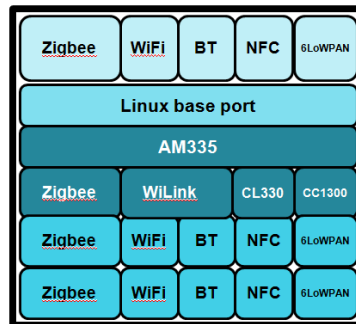 Zigbee WiFi BT NFC 6LoWPAN
Linux base port
AM335
Zigbee WiLink CL330 CC1300
Zigbee WiFi BT NFC 6LoWPAN
Zigbee WiFi BT NFC 6LoWPAN